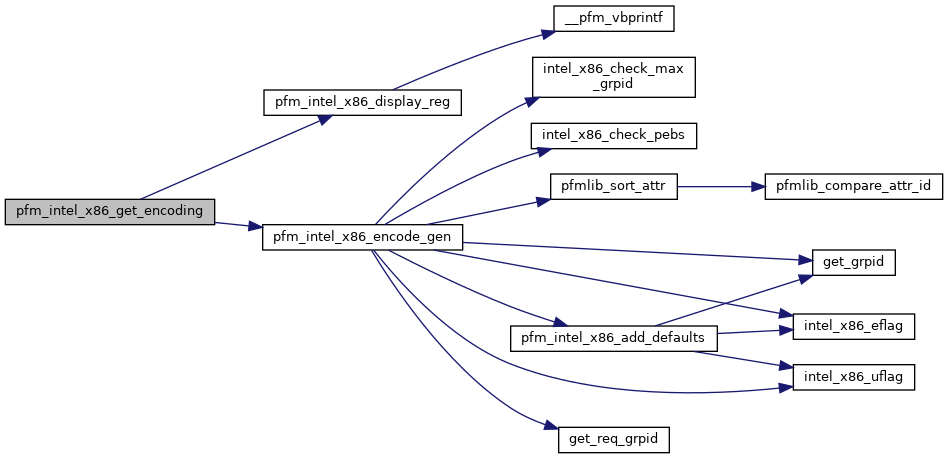 __pfm_vbprintf
intel_x86_check_max
_grpid
pfm_intel_x86_display_reg
intel_x86_check_pebs
pfmlib_sort_attr
pfmlib_compare_attr_id
pfm_intel_x86_get_encoding
pfm_intel_x86_encode_gen
get_grpid
intel_x86_eflag
pfm_intel_x86_add_defaults
intel_x86_uflag
get_req_grpid